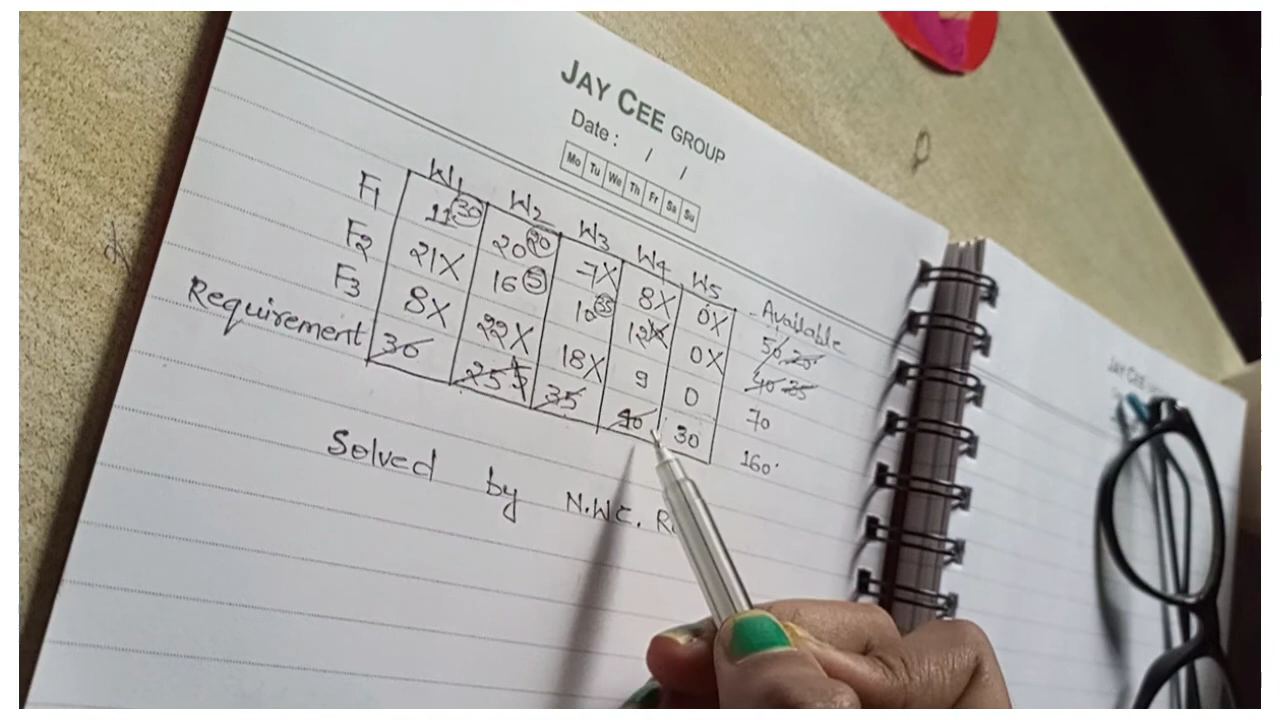 JAY CEE GROUP
Date : / /
Mo Tu We Th Fr Sa Su
W1 W2 W3 W4 W5 Available
F1 11 30 20 20 7X 8X 0X 50, 20
F2 21X 16 5 10 35 12X 0X 40 35
F3 8X 22X 18X 9 0 70
Requirement 30 25 5 35 40 30 160
Solved by N.W.C.
JAY CEE